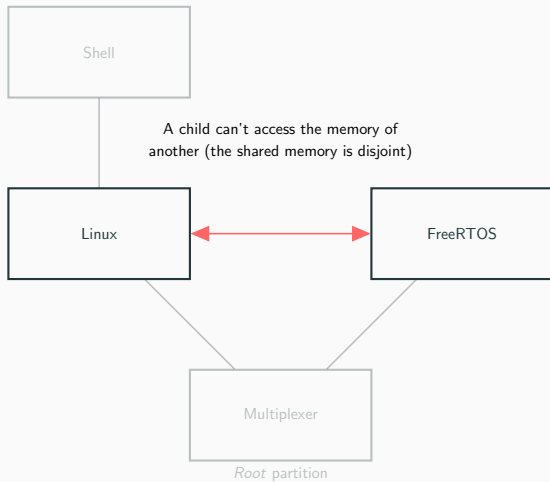 Shell
A child can't access the memory of
another (the shared memory is disjoint)
Linux
FreeRTOS
Multiplexer
Root partition